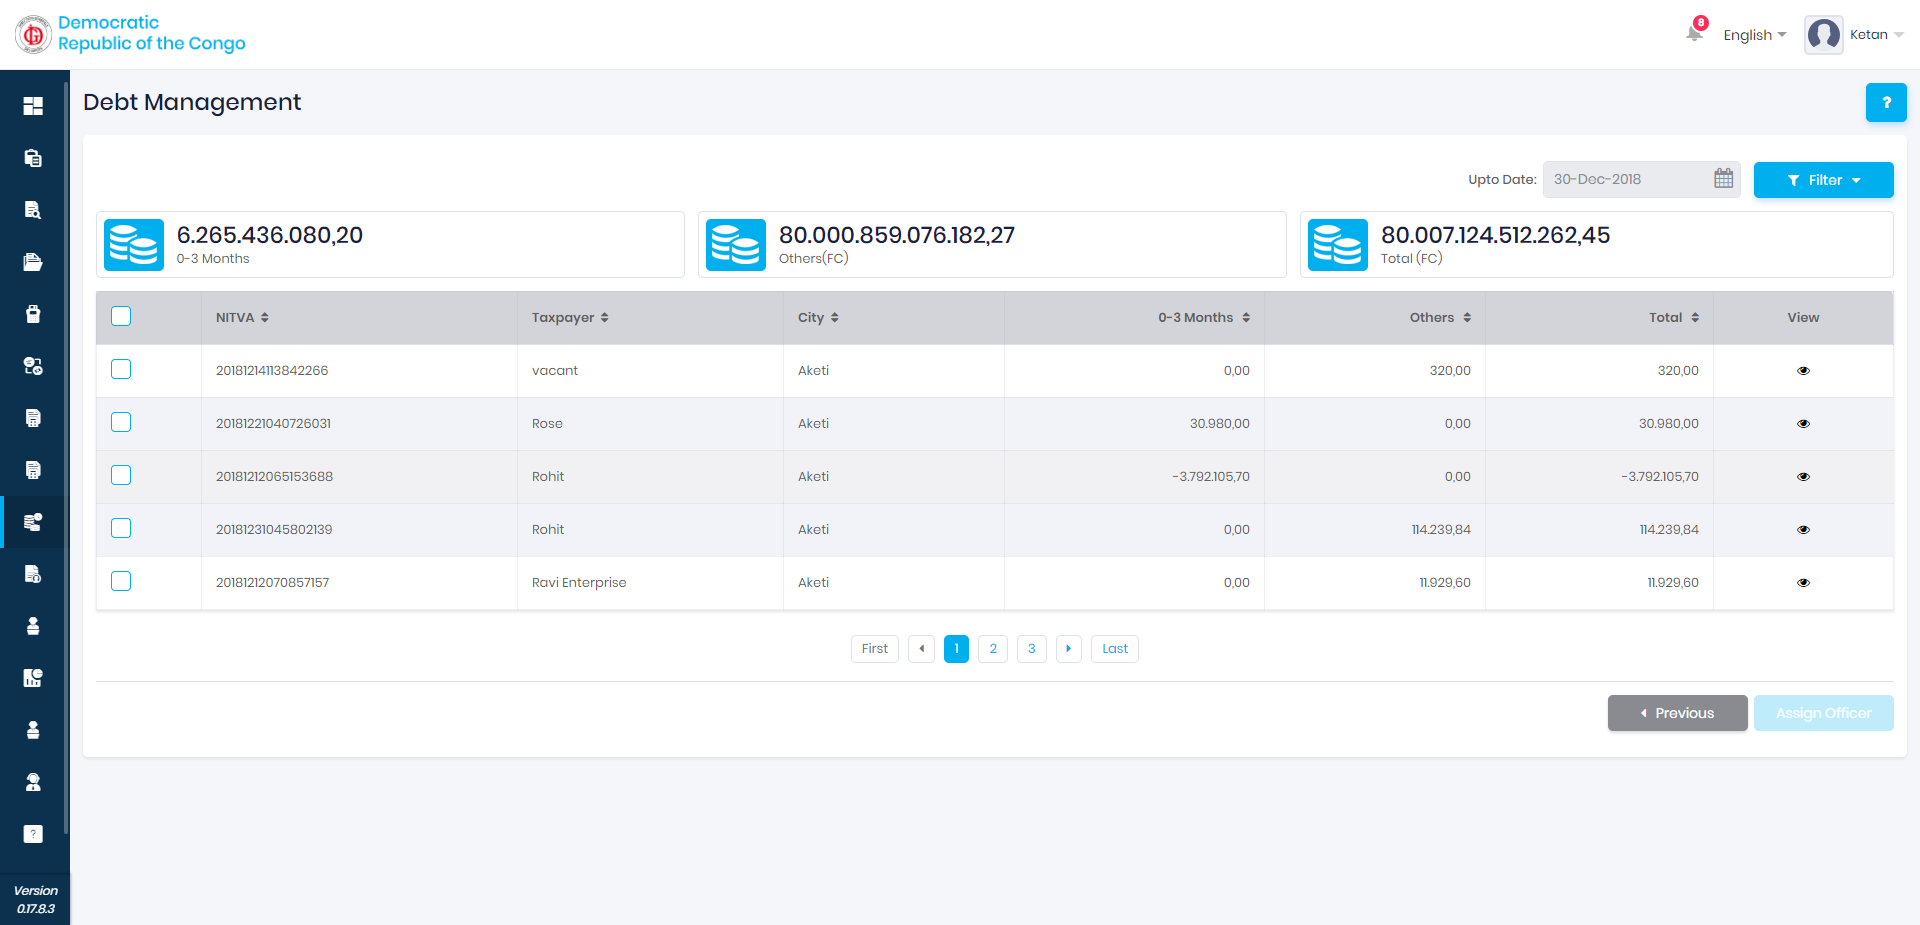 Democratic
Republic of the Congo
8
English
Ketan
Debt Management
?
Upto Date:
30-Dec-2018
Filter
6.265.436.080,20
0-3 Months
80.000.859.076.182,27
Others(FC)
80.007.124.512.262,45
Total (FC)
NITVA Taxpayer City 0-3 Months Others Total View
20181214113842266 vacant Aketi 0,00 320,00 320,00
20181221040726031 Rose Aketi 30.980,00 0,00 30.980,00
20181212065153688 Rohit Aketi -3.792.105,70 0,00 -3.792.105,70
20181231045802139 Rohit Aketi 0,00 114.239,84 114.239,84
20181212070857157 Ravi Enterprise Aketi 0,00 11.929,60 11.929,60
First 1 2 3 Last
Previous Assign Officer
?
Version
0.17.8.3